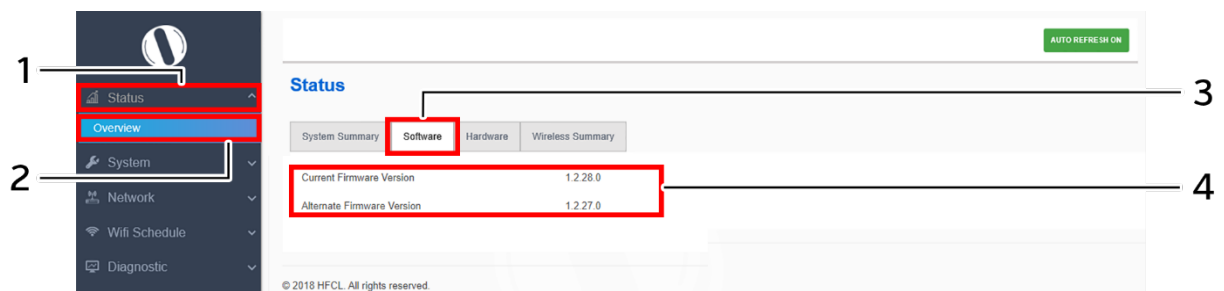 AUTO REFRESH ON
1
Status
Status
3
Overview
System Summary Software Hardware Wireless Summary
2
System
Current Firmware Version 1.2.28.0
4
Network
Alternate Firmware Version 1.2.27.0
Wifi Schedule
Diagnostic
© 2018 HFCL. All rights reserved.